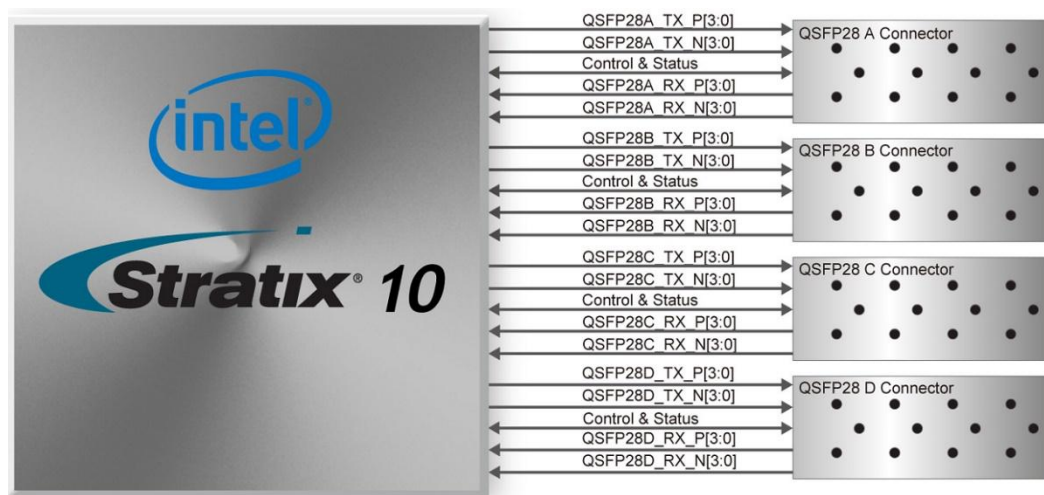 intel®
Stratix® 10
QSFP28A_TX_P[3:0]
QSFP28A_TX_N[3:0]
Control & Status
QSFP28A_RX_P[3:0]
QSFP28A_RX_N[3:0]
QSFP28 A Connector
QSFP28B_TX_P[3:0]
QSFP28B_TX_N[3:0]
Control & Status
QSFP28B_RX_P[3:0]
QSFP28B_RX_N[3:0]
QSFP28 B Connector
QSFP28C_TX_P[3:0]
QSFP28C_TX_N[3:0]
Control & Status
QSFP28C_RX_P[3:0]
QSFP28C_RX_N[3:0]
QSFP28 C Connector
QSFP28D_TX_P[3:0]
QSFP28D_TX_N[3:0]
Control & Status
QSFP28D_RX_P[3:0]
QSFP28D_RX_N[3:0]
QSFP28 D Connector